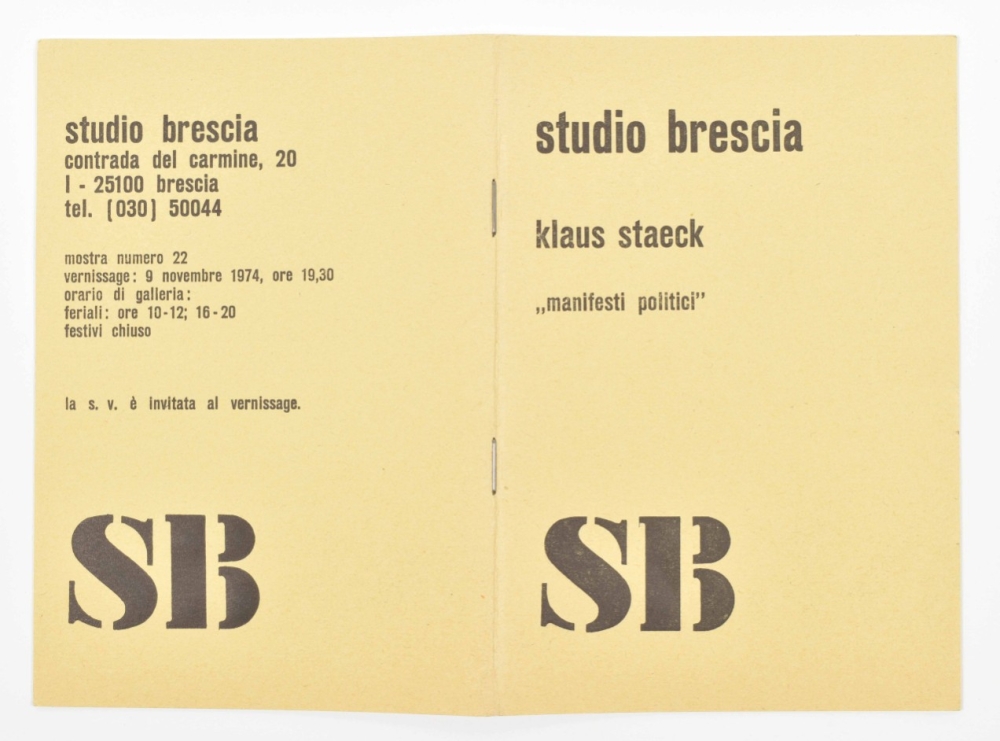 studio brescia
contrada del carmine, 20
I - 25100 brescia
tel. (030) 50044
mostra numero 22
vernissage: 9 novembre 1974, ore 19,30
orario di galleria:
feriali: ore 10-12; 16-20
festivi chiuso
la s. v. è invitata al vernissage.
SB
studio brescia
klaus staeck
„manifesti politici”
SB